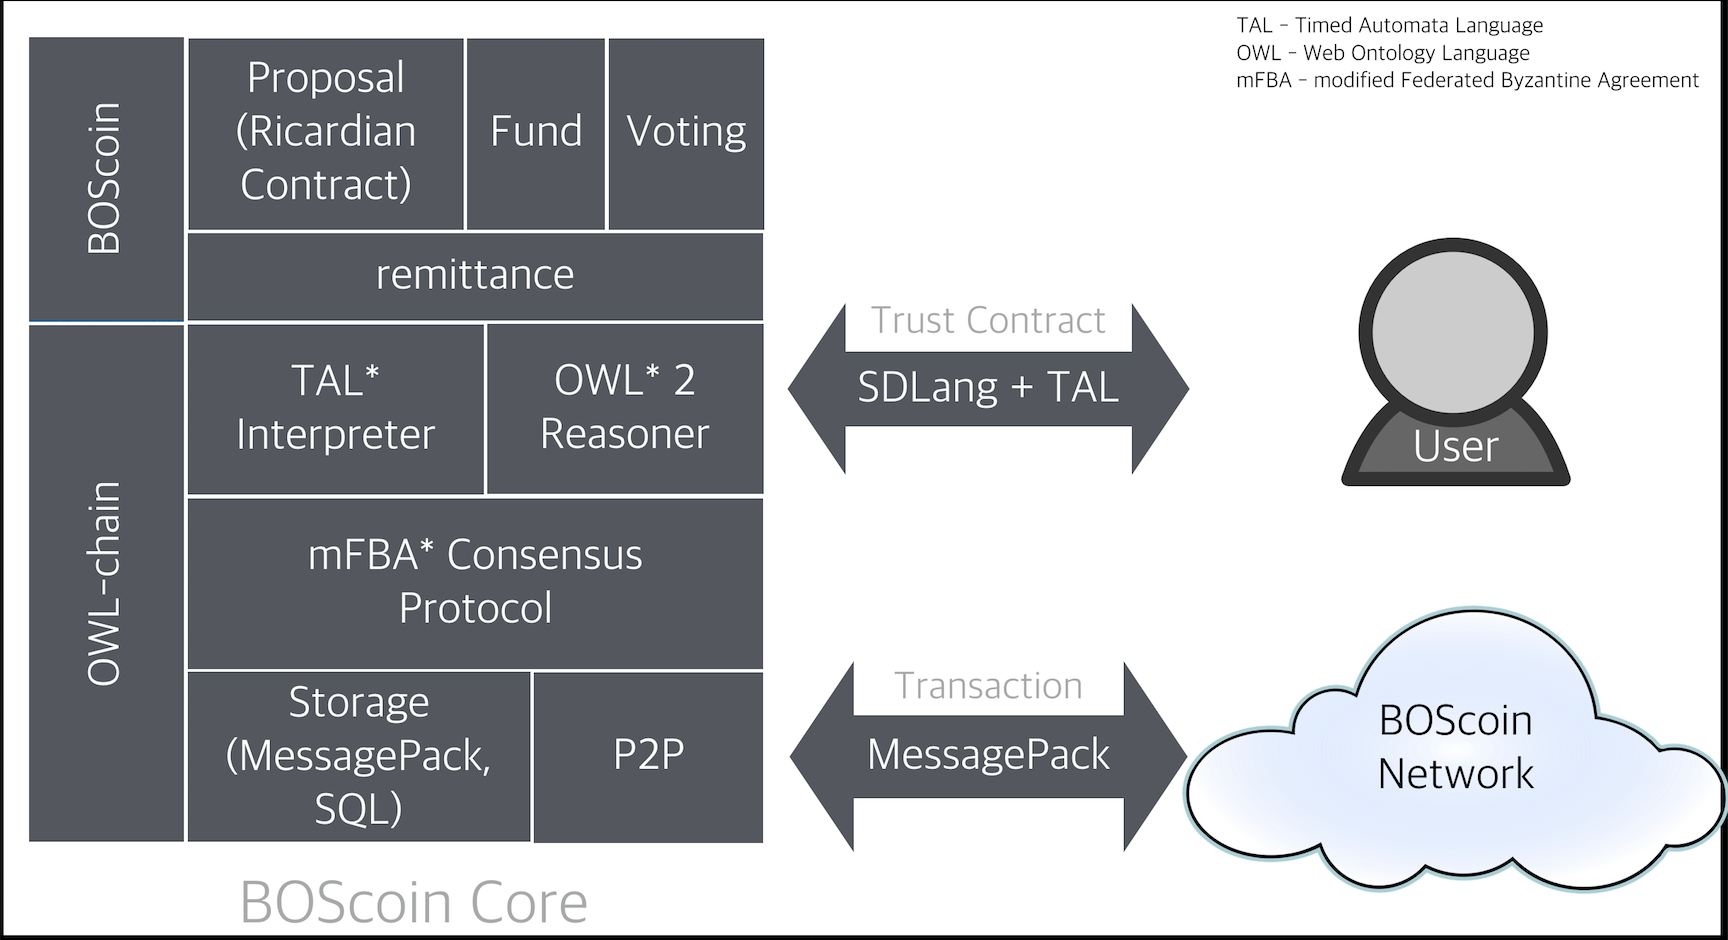 TAL - Timed Automata Language
OWL - Web Ontology Language
mFBA - modified Federated Byzantine Agreement
BOScoin
Proposal
(Ricardian
Contract)
Fund
Voting
remittance
OWL-chain
TAL*
Interpreter
OWL* 2
Reasoner
mFBA* Consensus
Protocol
Storage
(MessagePack,
SQL)
P2P
BOScoin Core
Trust Contract
SDLang + TAL
User
Transaction
MessagePack
BOScoin
Network